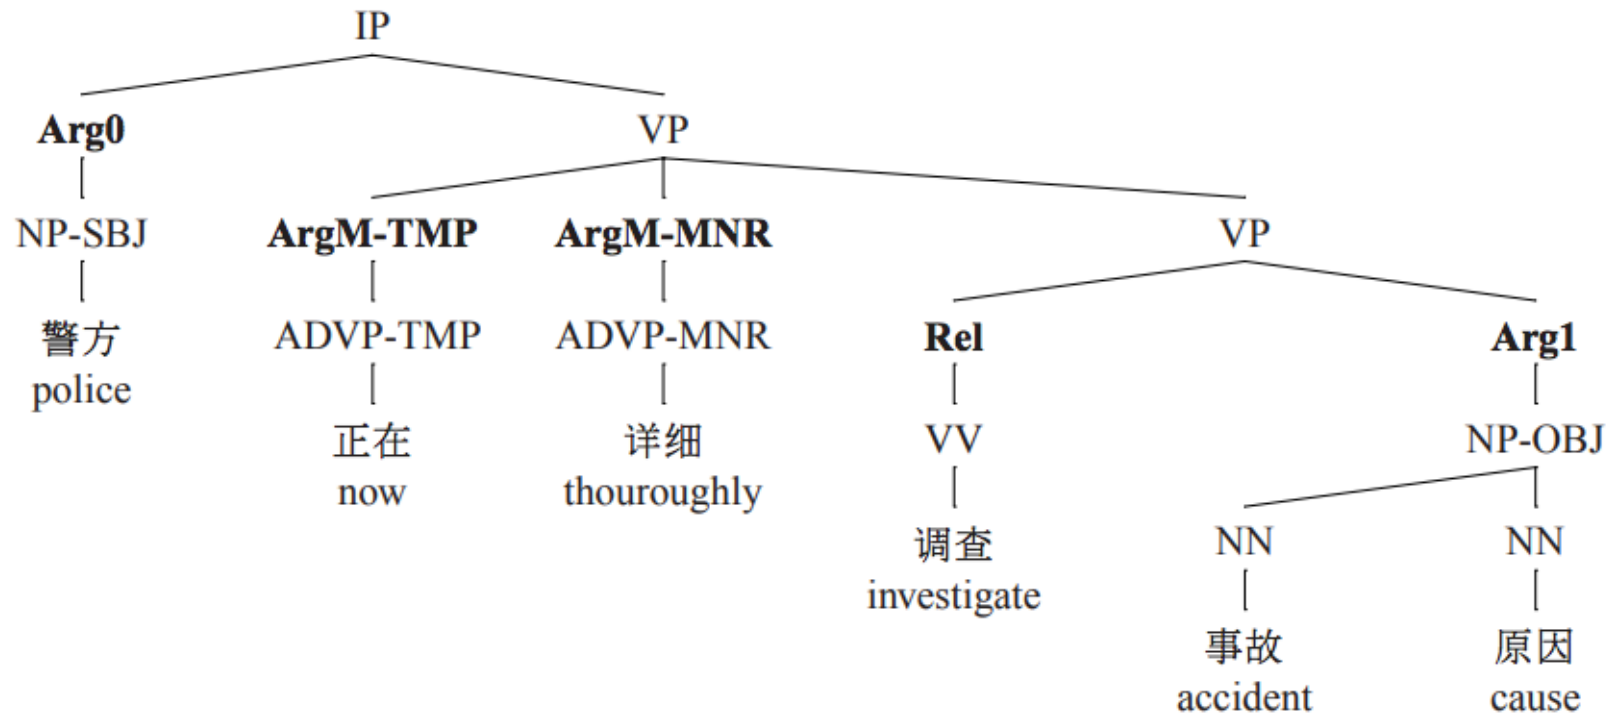 IP
Arg0 VP
NP-SBJ ArgM-TMP ArgM-MNR VP
警方 ADVP-TMP ADVP-MNR Rel Arg1
police
正在 详细 VV NP-OBJ
now thouroughly
调查 NN NN
investigate
事故 原因
accident cause